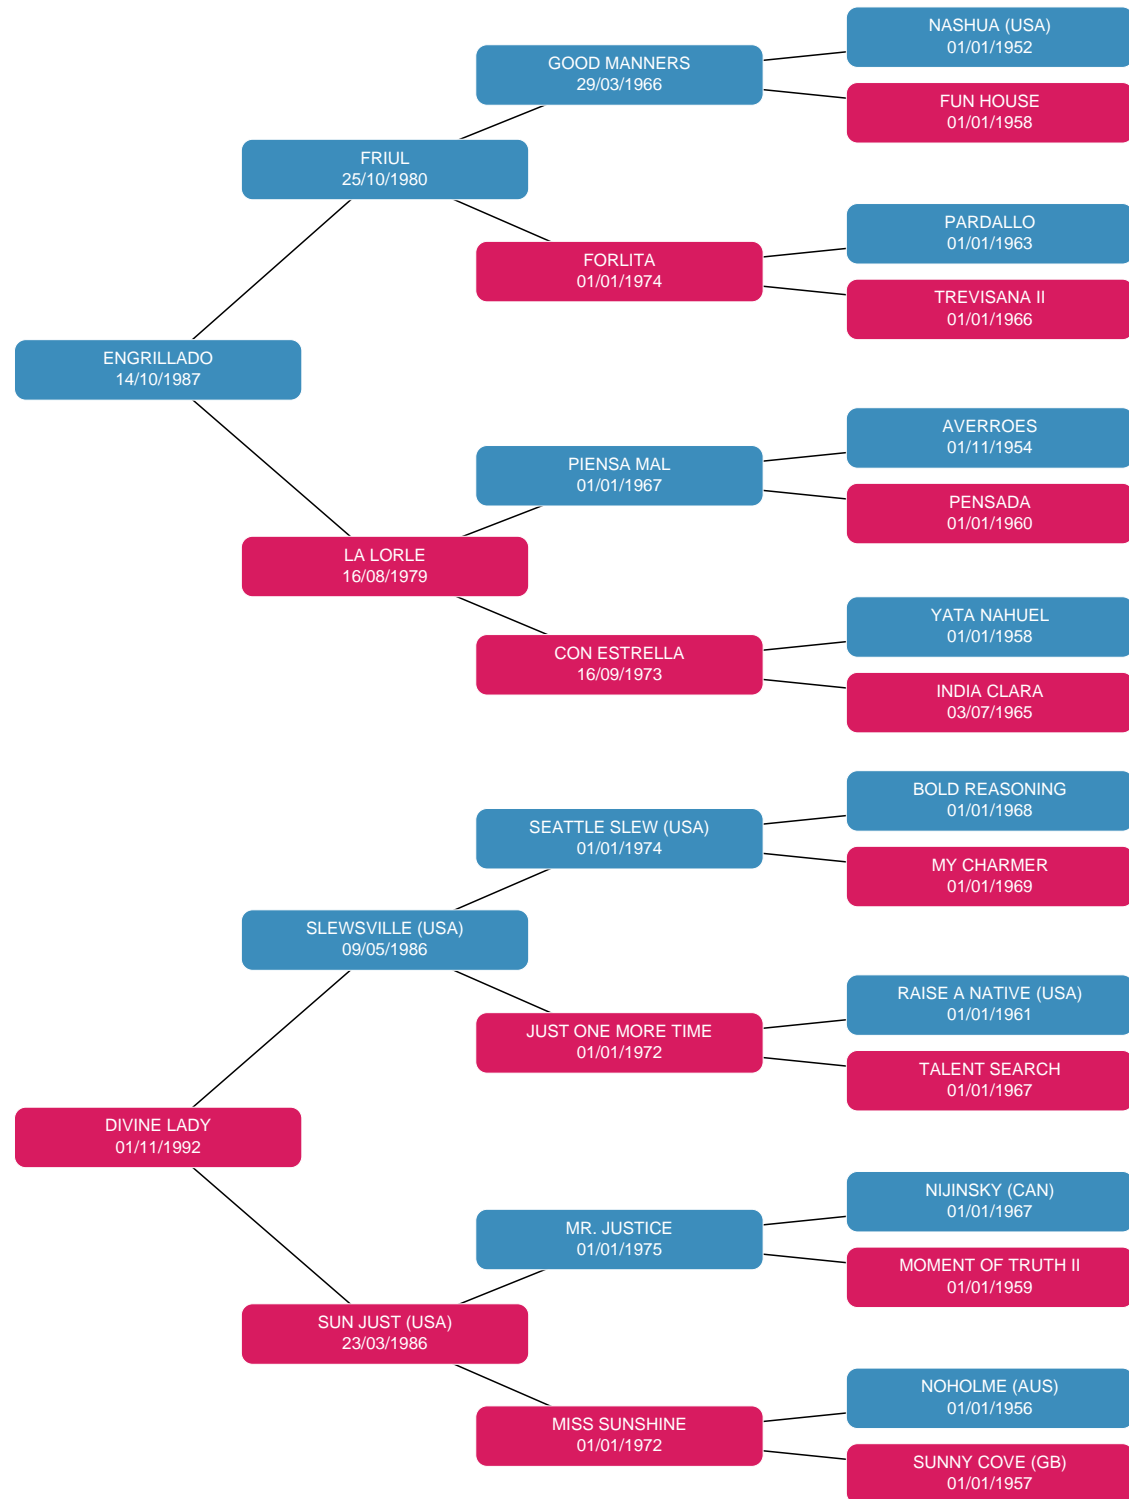 NASHUA (USA)
01/01/1952
GOOD MANNERS
29/03/1966
FUN HOUSE
01/01/1958
FRIUL
25/10/1980
PARDALLO
01/01/1963
FORLITA
01/01/1974
TREVISANA II
01/01/1966
ENGRILLADO
14/10/1987
AVERROES
01/11/1954
PIENSA MAL
01/01/1967
PENSADA
01/01/1960
LA LORLE
16/08/1979
YATA NAHUEL
01/01/1958
CON ESTRELLA
16/09/1973
INDIA CLARA
03/07/1965
BOLD REASONING
01/01/1968
SEATTLE SLEW (USA)
01/01/1974
MY CHARMER
01/01/1969
SLEWSVILLE (USA)
09/05/1986
RAISE A NATIVE (USA)
01/01/1961
JUST ONE MORE TIME
01/01/1972
TALENT SEARCH
01/01/1967
DIVINE LADY
01/11/1992
NIJINSKY (CAN)
01/01/1967
MR. JUSTICE
01/01/1975
MOMENT OF TRUTH II
01/01/1959
SUN JUST (USA)
23/03/1986
NOHOLME (AUS)
01/01/1956
MISS SUNSHINE
01/01/1972
SUNNY COVE (GB)
01/01/1957